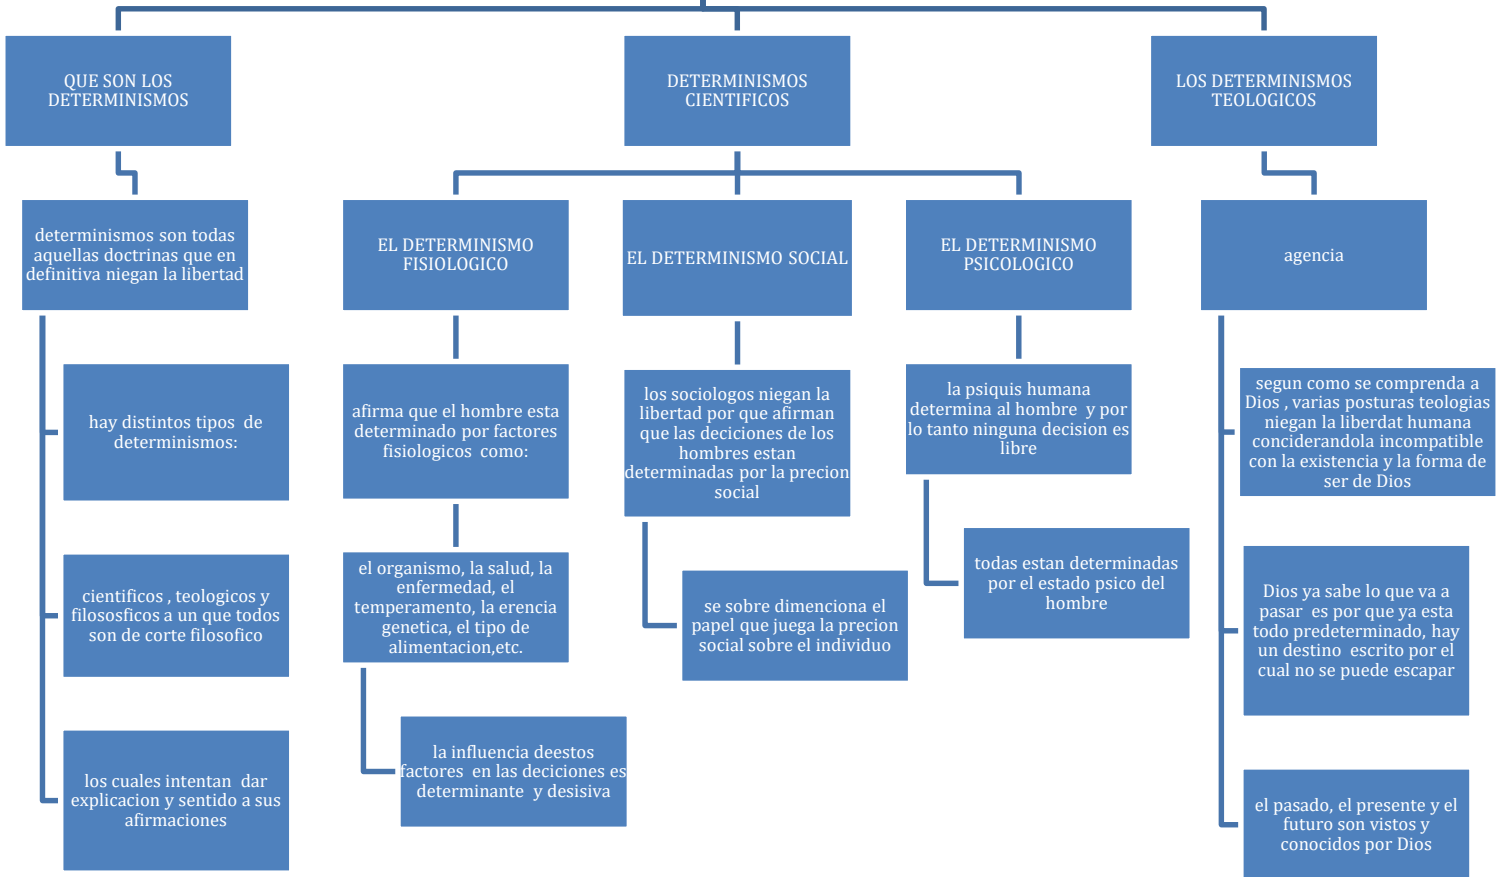 QUE SON LOS
DETERMINISMOS
DETERMINISMOS
CIENTIFICOS
LOS DETERMINISMOS
TEOLOGICOS
determinismos son todas
aquellas doctrinas que en
definitiva niegan la libertad
hay distintos tipos de
determinismos:
cientificos , teologicos y
filososficos a un que todos
son de corte filosofico
los cuales intentan dar
explicacion y sentido a sus
afirmaciones
EL DETERMINISMO
FISIOLOGICO
afirma que el hombre esta
determinado por factores
fisiologicos como:
el organismo, la salud, la
enfermedad, el
temperamento, la erencia
genetica, el tipo de
alimentacion,etc.
la influencia deestos
factores en las deciciones es
determinante y desisiva
EL DETERMINISMO SOCIAL
los sociologos niegan la
libertad por que afirman
que las deciciones de los
hombres estan
determinadas por la precion
social
se sobre dimenciona el
papel que juega la precion
social sobre el individuo
EL DETERMINISMO
PSICOLOGICO
la psiquis humana
determina al hombre y por
lo tanto ninguna decision es
libre
todas estan determinadas
por el estado psico del
hombre
agencia
segun como se comprenda a
Dios , varias posturas teologias
niegan la liberdat humana
conciderandola incompatible
con la existencia y la forma de
ser de Dios
Dios ya sabe lo que va a
pasar es por que ya esta
todo predeterminado, hay
un destino escrito por el
cual no se puede escapar
el pasado, el presente y el
futuro son vistos y
conocidos por Dios